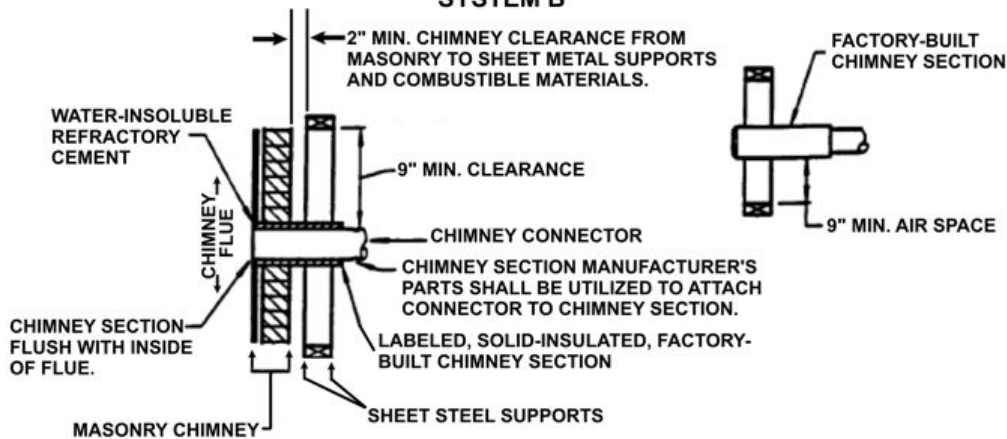 SYSTEM B
2" MIN. CHIMNEY CLEARANCE FROM
MASONRY TO SHEET METAL SUPPORTS
AND COMBUSTIBLE MATERIALS.
FACTORY-BUILT
CHIMNEY SECTION
WATER-INSOLUBLE
REFRACTORY
CEMENT
9" MIN. CLEARANCE
CHIMNEY
FLUE
9" MIN. AIR SPACE
CHIMNEY CONNECTOR
CHIMNEY SECTION MANUFACTURER'S
PARTS SHALL BE UTILIZED TO ATTACH
CONNECTOR TO CHIMNEY SECTION.
CHIMNEY SECTION
FLUSH WITH INSIDE
OF FLUE.
LABELED, SOLID-INSULATED, FACTORY-
BUILT CHIMNEY SECTION
SHEET STEEL SUPPORTS
MASONRY CHIMNEY